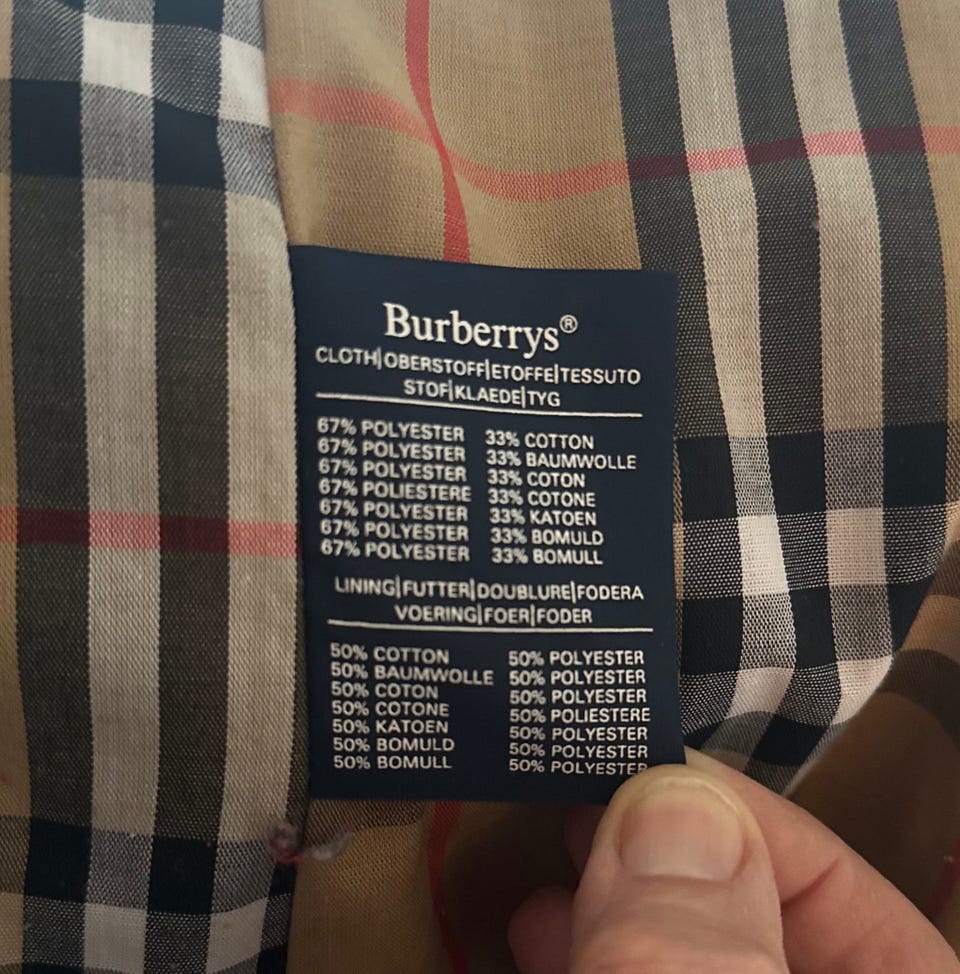 Burberrys®
CLOTH|OBERSTOFF|ETOFFE|TESSUTO
STOF|KLAEDE|TYG
67% POLYESTER 33% COTTON
67% POLYESTER 33% BAUMWOLLE
67% POLYESTER 33% COTON
67% POLIESTERE 33% COTONE
67% POLYESTER 33% KATOEN
67% POLYESTER 33% BOMULD
67% POLYESTER 33% BOMULL
LINING|FUTTER|DOUBLURE|FODERA
VOERING|FOER|FODER
50% COTTON 50% POLYESTER
50% BAUMWOLLE 50% POLYESTER
50% COTON 50% POLYESTER
50% COTONE 50% POLIESTERE
50% KATOEN 50% POLYESTER
50% BOMULD 50% POLYESTER
50% BOMULL 50% POLYESTER